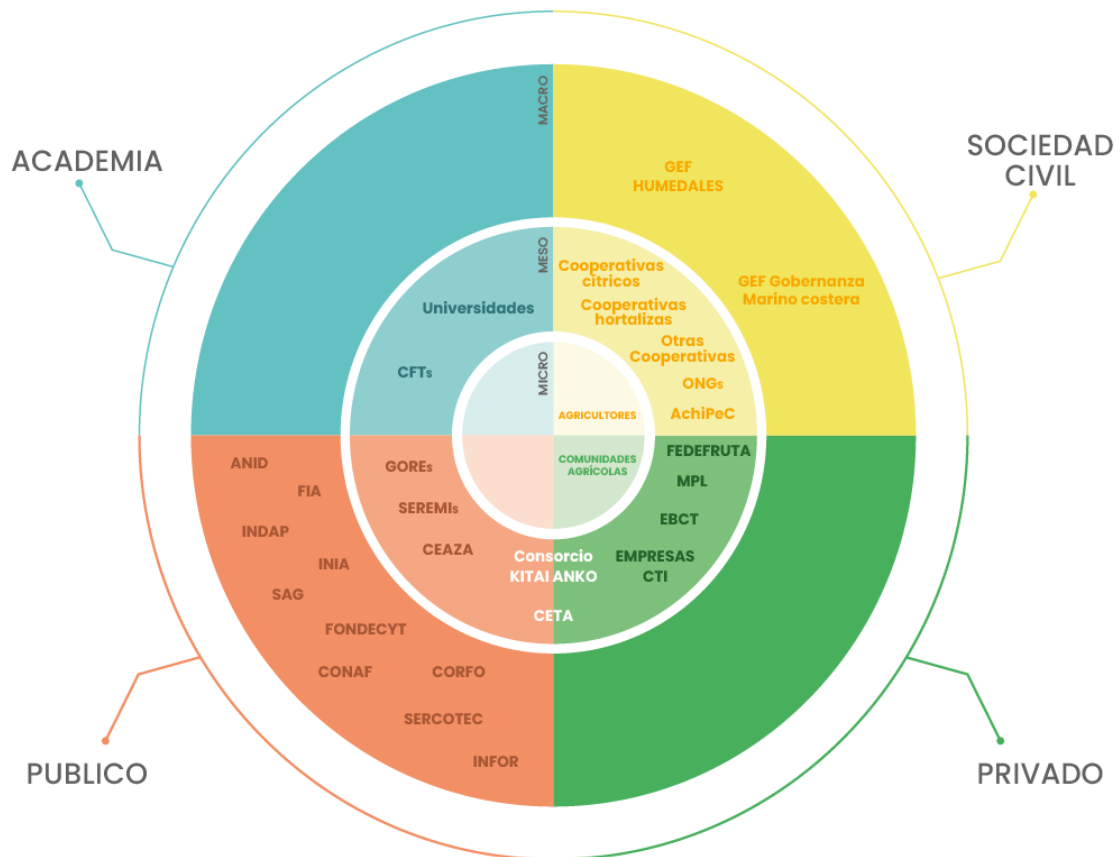 ACADEMIA
SOCIEDAD
CIVIL
MACRO
GEF
HUMEDALES
GEF Gobernanza
Marino costera
MESO
Universidades
CFTs
Cooperativas
cítricos
Cooperativas
hortalizas
Otras
Cooperativas
ONGs
AchiPeC
MICRO
AGRICULTORES
COMUNIDADES
AGRÍCOLAS
FEDEFRUTA
MPL
EBCT
EMPRESAS
CTI
GOREs
SEREMIs
CEAZA
Consorcio
KITAI ANKO
CETA
ANID
FIA
INDAP
INIA
SAG
FONDECYT
CONAF
CORFO
SERCOTEC
INFOR
PUBLICO
PRIVADO